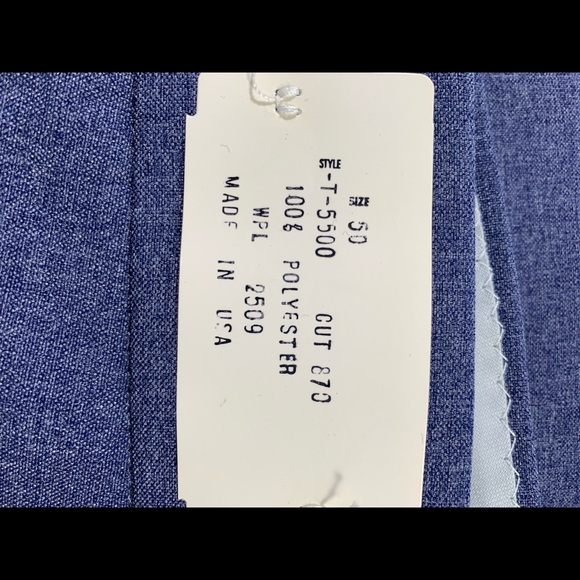 SIZE 50
STYLE -T-5500 CUT 870
100% POLYESTER
WPL 2509
MADE IN USA